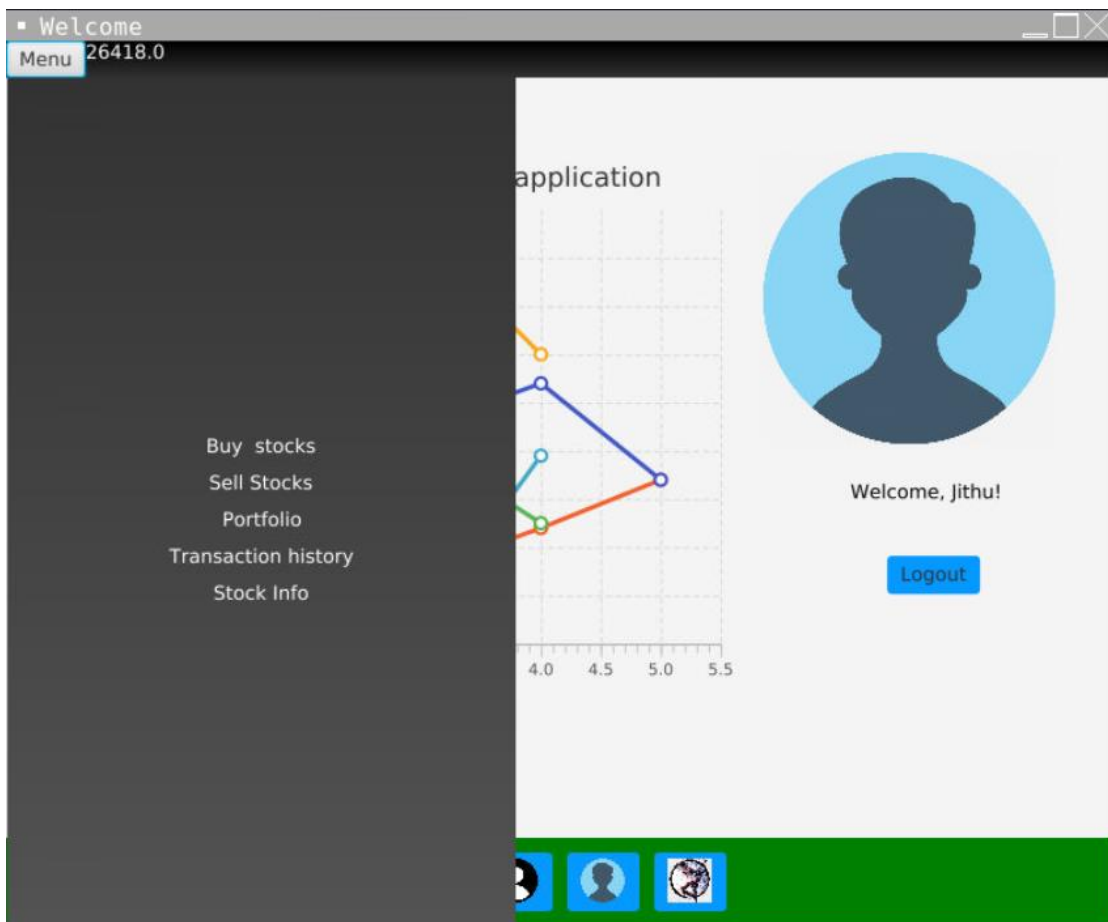 Welcome
Menu 26418.0
application
Buy  stocks
Sell Stocks
Portfolio
Transaction history
Stock Info
Welcome, Jithu!
Logout
4.0 4.5 5.0 5.5